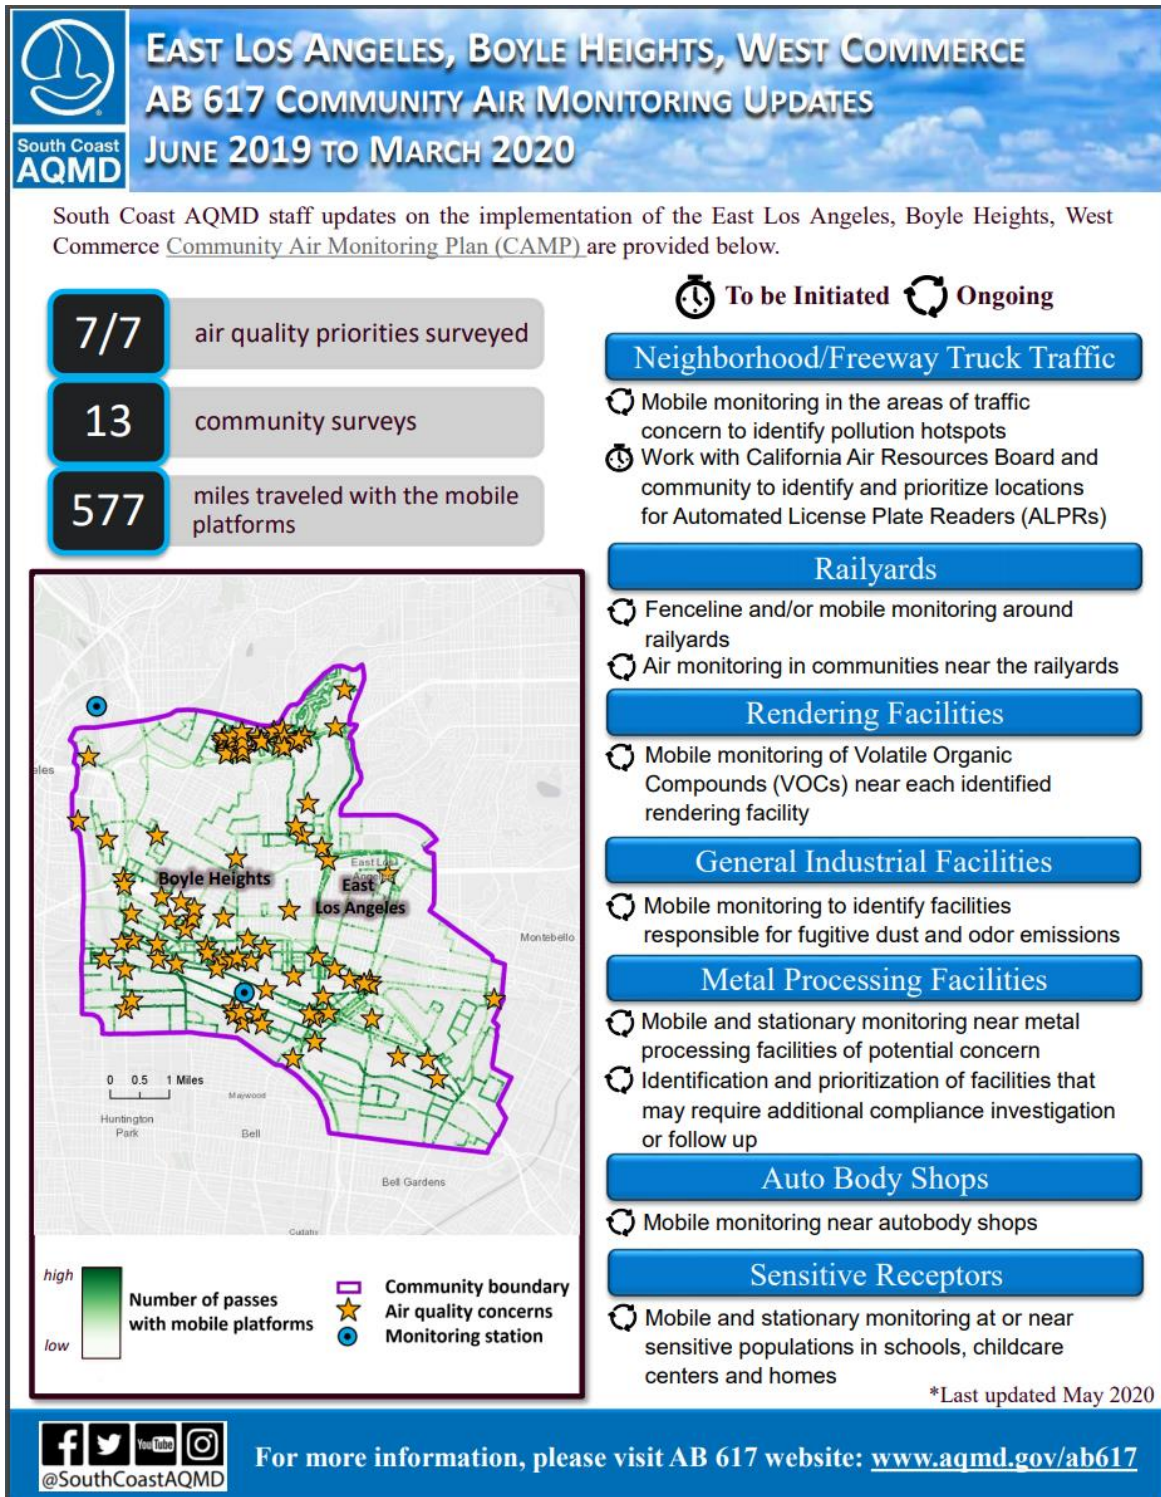 South Coast
AQMD
EAST LOS ANGELES, BOYLE HEIGHTS, WEST COMMERCE
AB 617 COMMUNITY AIR MONITORING UPDATES
JUNE 2019 TO MARCH 2020
South Coast AQMD staff updates on the implementation of the East Los Angeles, Boyle Heights, West
Commerce Community Air Monitoring Plan (CAMP) are provided below.
7/7
air quality priorities surveyed
13
community surveys
577
miles traveled with the mobile
platforms
eles
Boyle Heights
East Los
East
Los Angeles
Montebello
0 0.5 1 Miles
Maywood
Huntington
Park
Bell
Bell Gardens
Cudahy
high
low
Number of passes
with mobile platforms
Community boundary
Air quality concerns
Monitoring station
To be Initiated
Ongoing
Neighborhood/Freeway Truck Traffic
Mobile monitoring in the areas of traffic
concern to identify pollution hotspots
Work with California Air Resources Board and
community to identify and prioritize locations
for Automated License Plate Readers (ALPRs)
Railyards
Fenceline and/or mobile monitoring around
railyards
Air monitoring in communities near the railyards
Rendering Facilities
Mobile monitoring of Volatile Organic
Compounds (VOCs) near each identified
rendering facility
General Industrial Facilities
Mobile monitoring to identify facilities
responsible for fugitive dust and odor emissions
Metal Processing Facilities
Mobile and stationary monitoring near metal
processing facilities of potential concern
Identification and prioritization of facilities that
may require additional compliance investigation
or follow up
Auto Body Shops
Mobile monitoring near autobody shops
Sensitive Receptors
Mobile and stationary monitoring at or near
sensitive populations in schools, childcare
centers and homes
*Last updated May 2020
YouTube
@SouthCoastAQMD
For more information, please visit AB 617 website: www.aqmd.gov/ab617